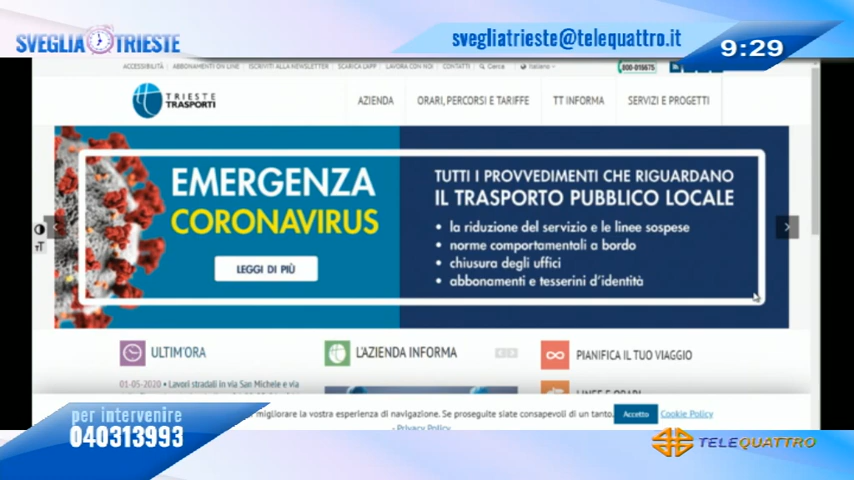 SVEGLIA TRIESTE
svegliatrieste@telequattro.it
9:29
ACCESSIBILITÀ ABBONAMENTI ON LINE ISCRIVITI ALLA NEWSLETTER SCARICA L'APP LAVORA CON NOI CONTATTI Cerca Italiano
800-016675
TRIESTE
TRASPORTI
AZIENDA ORARI, PERCORSI E TARIFFE TT INFORMA SERVIZI E PROGETTI
EMERGENZA
CORONAVIRUS
LEGGI DI PIÙ
TUTTI I PROVVEDIMENTI CHE RIGUARDANO
IL TRASPORTO PUBBLICO LOCALE
• la riduzione del servizio e le linee sospese
• norme comportamentali a bordo
• chiusura degli uffici
• abbonamenti e tesserini d'identità
TT
ULTIM'ORA
L'AZIENDA INFORMA
PIANIFICA IL TUO VIAGGIO
01-05-2020 • Lavori stradali in via San Michele e via
LINEE E ORARI
migliorare la vostra esperienza di navigazione. Se proseguite siate consapevoli di un tanto. Accetto Cookie Policy
- Privacy Policy
per intervenire
040313993
TELEQUATTRO